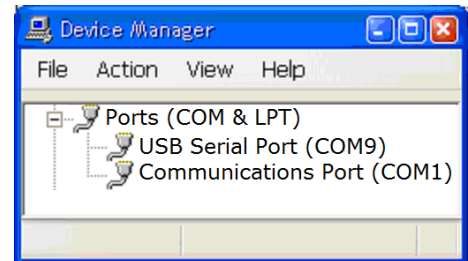 Device Manager
File Action View Help
Ports (COM & LPT)
USB Serial Port (COM9)
Communications Port (COM1)